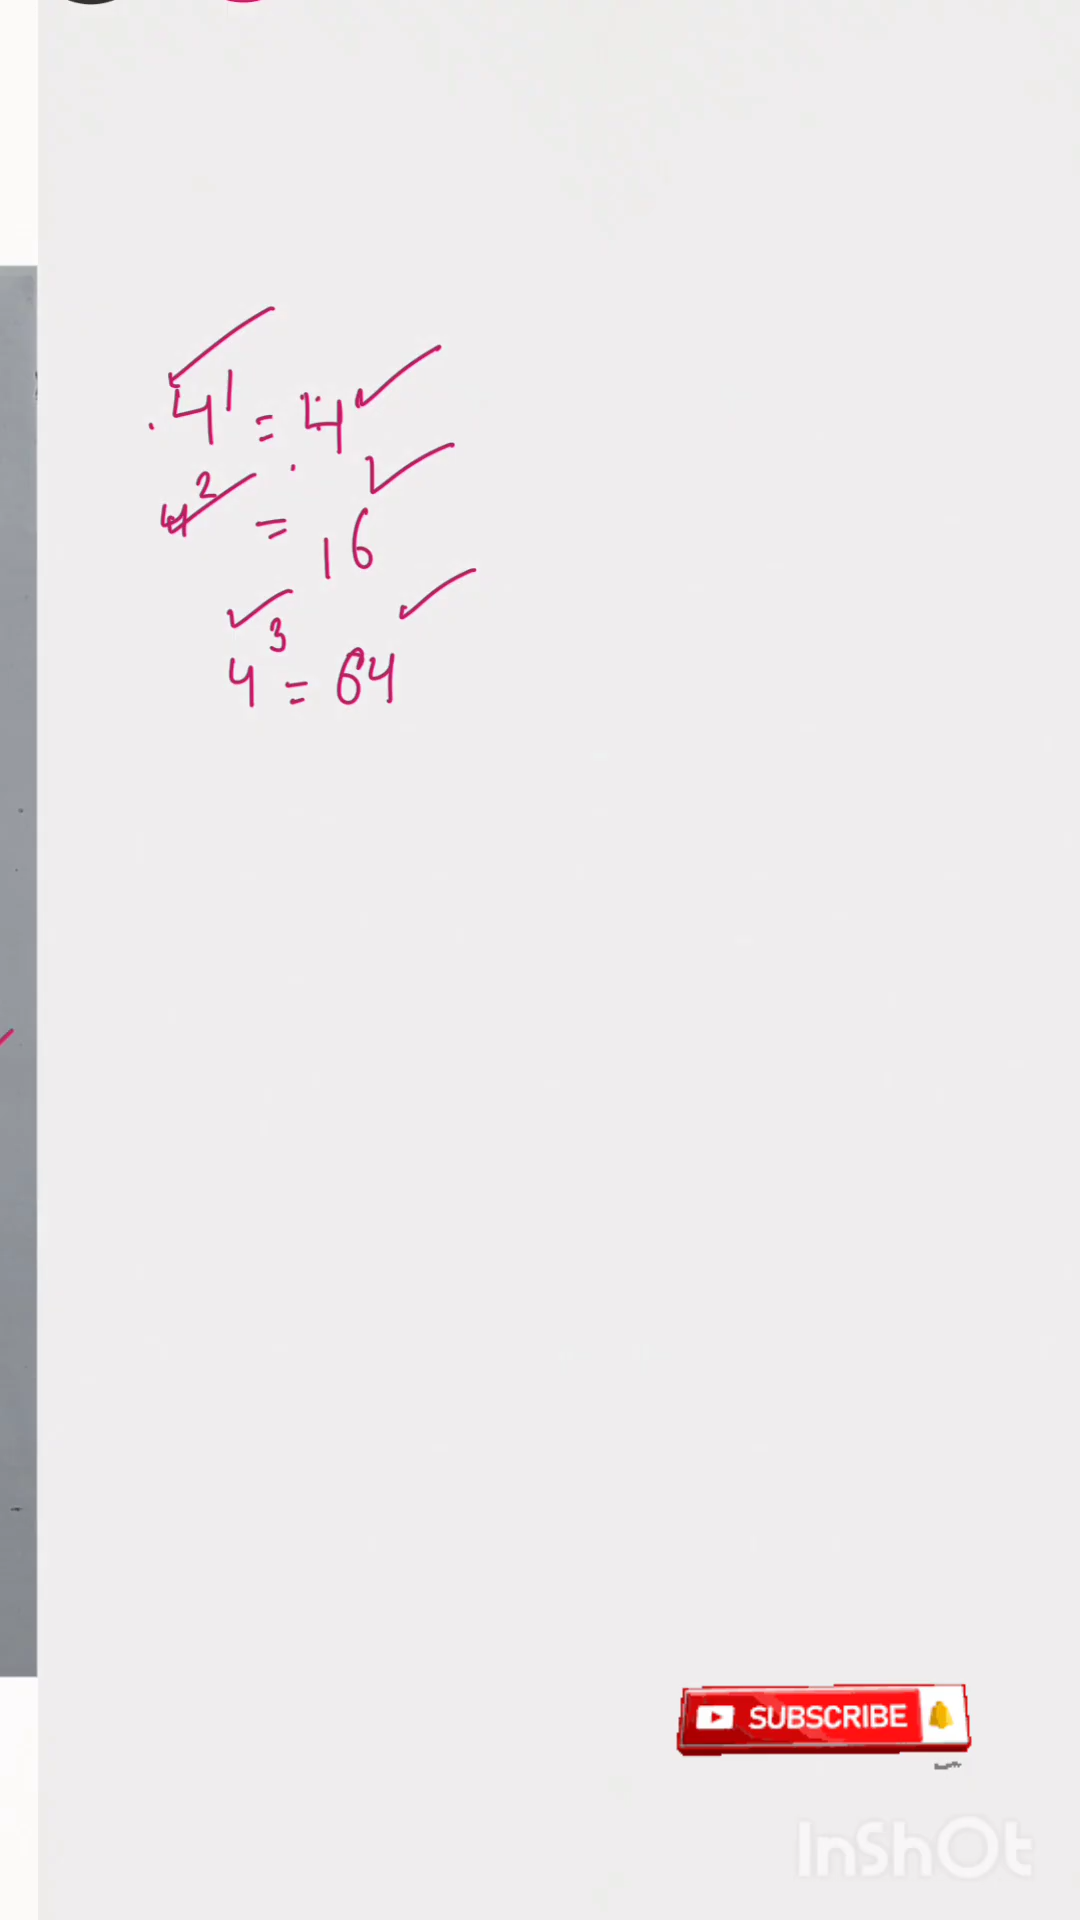 4¹ = 4
4² = 16
4³ = 64
SUBSCRIBE
InShOt